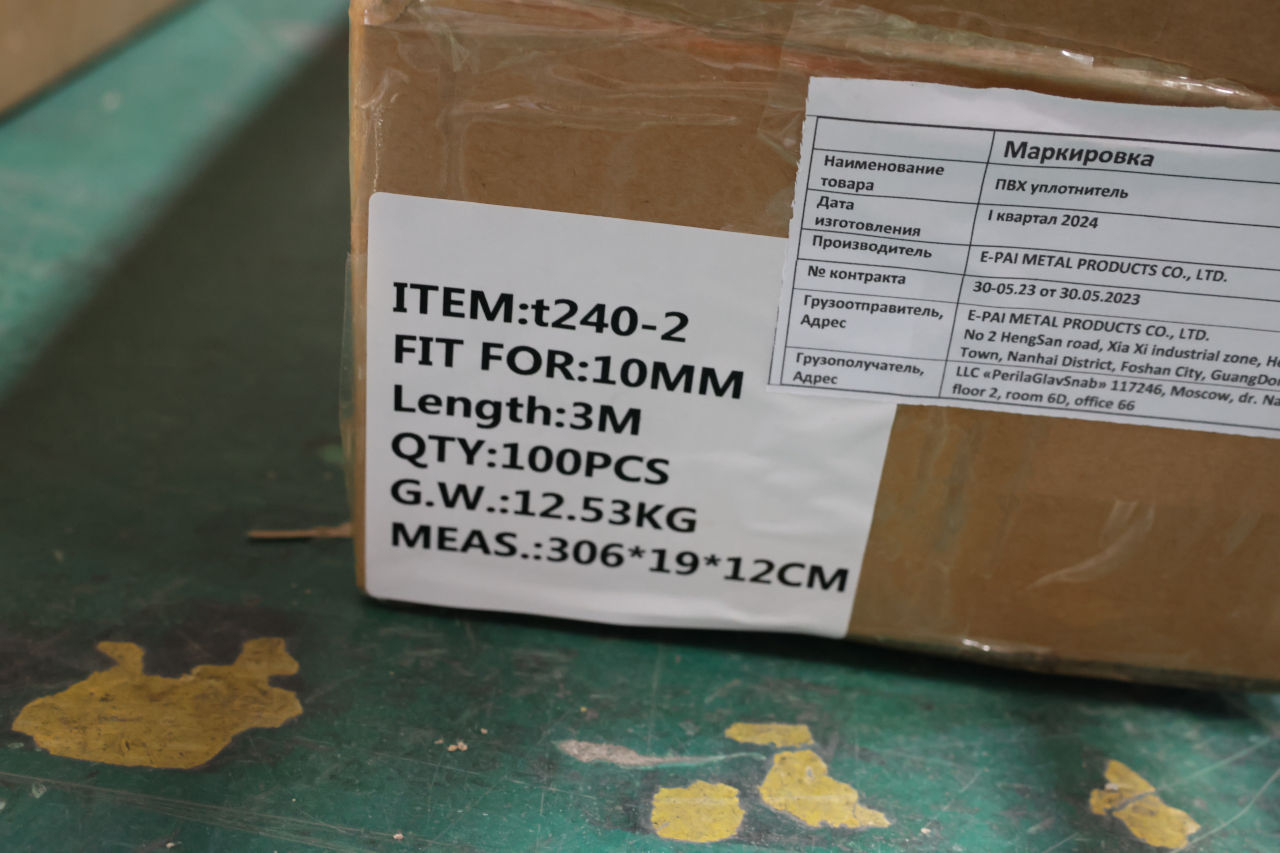 ITEM:t240-2
FIT FOR:10MM
Length:3M
QTY:100PCS
G.W.:12.53KG
MEAS.:306*19*12CM
Маркировка
Наименование товара
ПВХ уплотнитель
Дата изготовления
I квартал 2024
Производитель
E-PAI METAL PRODUCTS CO., LTD.
№ контракта
30-05.23 от 30.05.2023
Грузоотправитель, Адрес
E-PAI METAL PRODUCTS CO., LTD.
No 2 HengSan road, Xia Xi industrial zone,
Town, Nanhai District, Foshan City,
Грузополучатель, Адрес
LLC «PerilaGlavSnab» 117246, Moscow, dr.
floor 2, room 6D, office 66